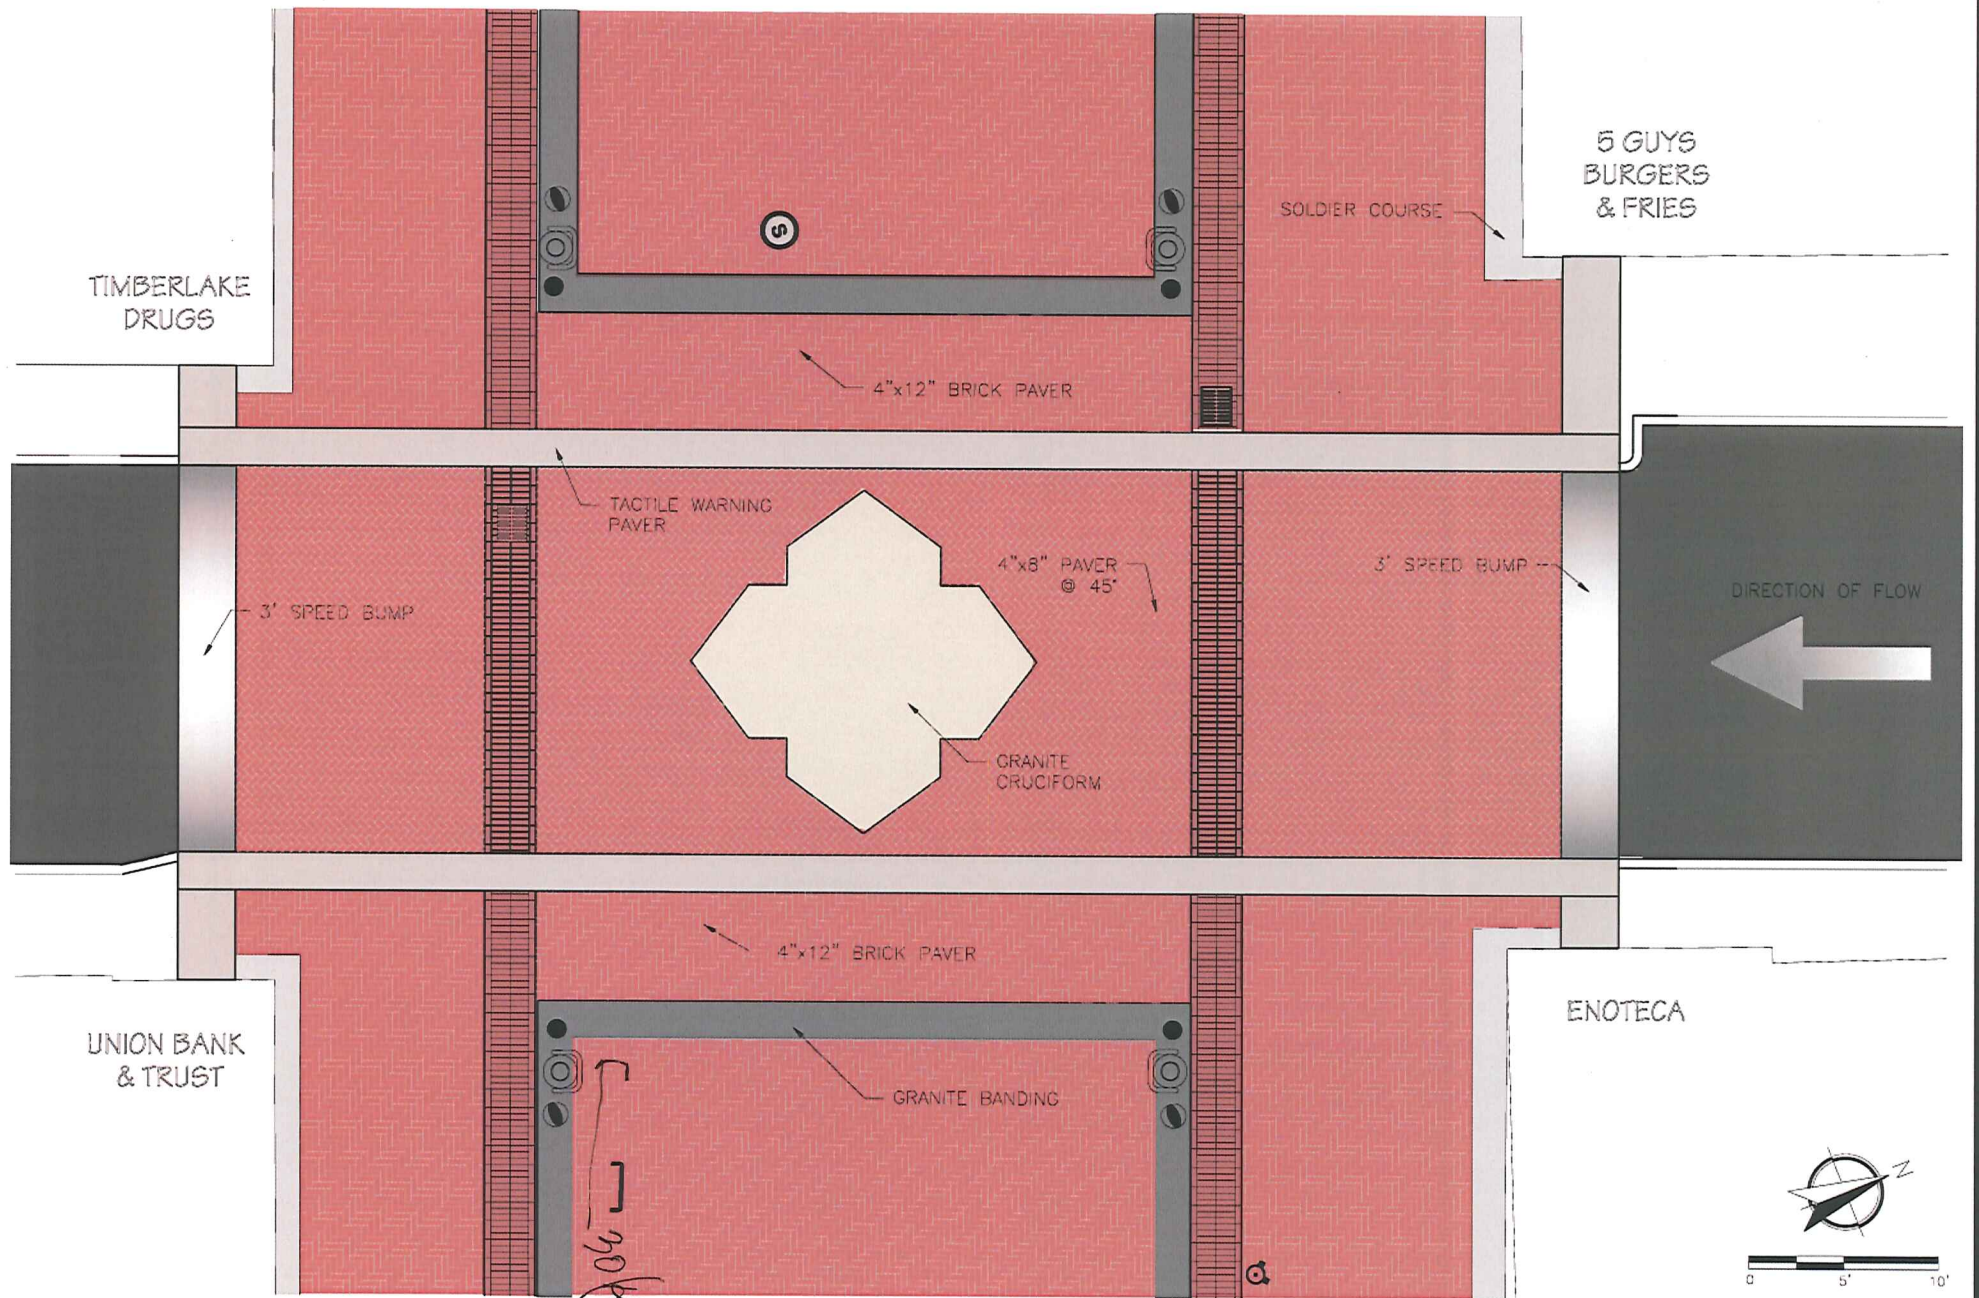 5 GUYS
BURGERS
& FRIES
SOLDIER COURSE
S
TIMBERLAKE
DRUGS
4"x12" BRICK PAVER
TACTILE WARNING
PAVER
4"x8" PAVER
@ 45°
3' SPEED BUMP
DIRECTION OF FLOW
3' SPEED BUMP
GRANITE
CRUCIFORM
4"x12" BRICK PAVER
ENOTECA
UNION BANK
& TRUST
GRANITE BANDING
N
0 5' 10'